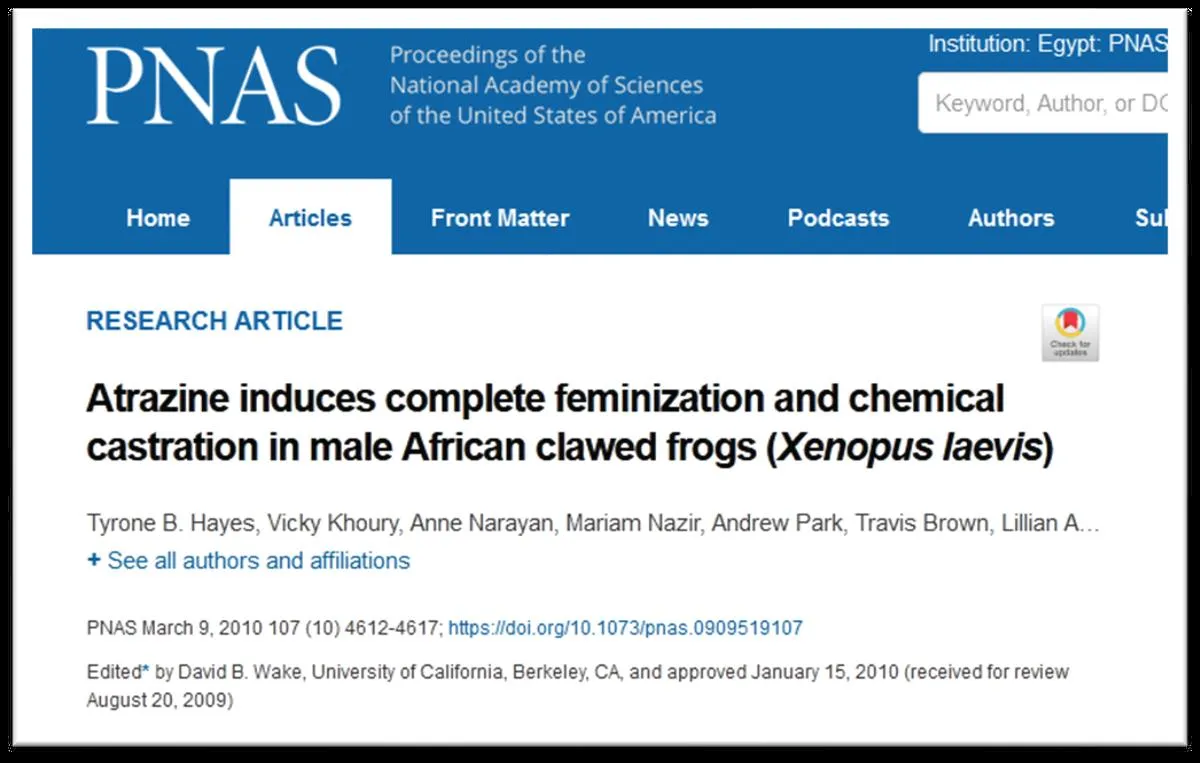 PNAS
Proceedings of the
National Academy of Sciences
of the United States of America
Institution: Egypt: PNAS
Keyword, Author, or DO
Home Articles Front Matter News Podcasts Authors Sul
RESEARCH ARTICLE
Check for
updates
Atrazine induces complete feminization and chemical
castration in male African clawed frogs (Xenopus laevis)
Tyrone B. Hayes, Vicky Khoury, Anne Narayan, Mariam Nazir, Andrew Park, Travis Brown, Lillian A…
+ See all authors and affiliations
PNAS March 9, 2010 107 (10) 4612-4617; https://doi.org/10.1073/pnas.0909519107
Edited* by David B. Wake, University of California, Berkeley, CA, and approved January 15, 2010 (received for review
August 20, 2009)